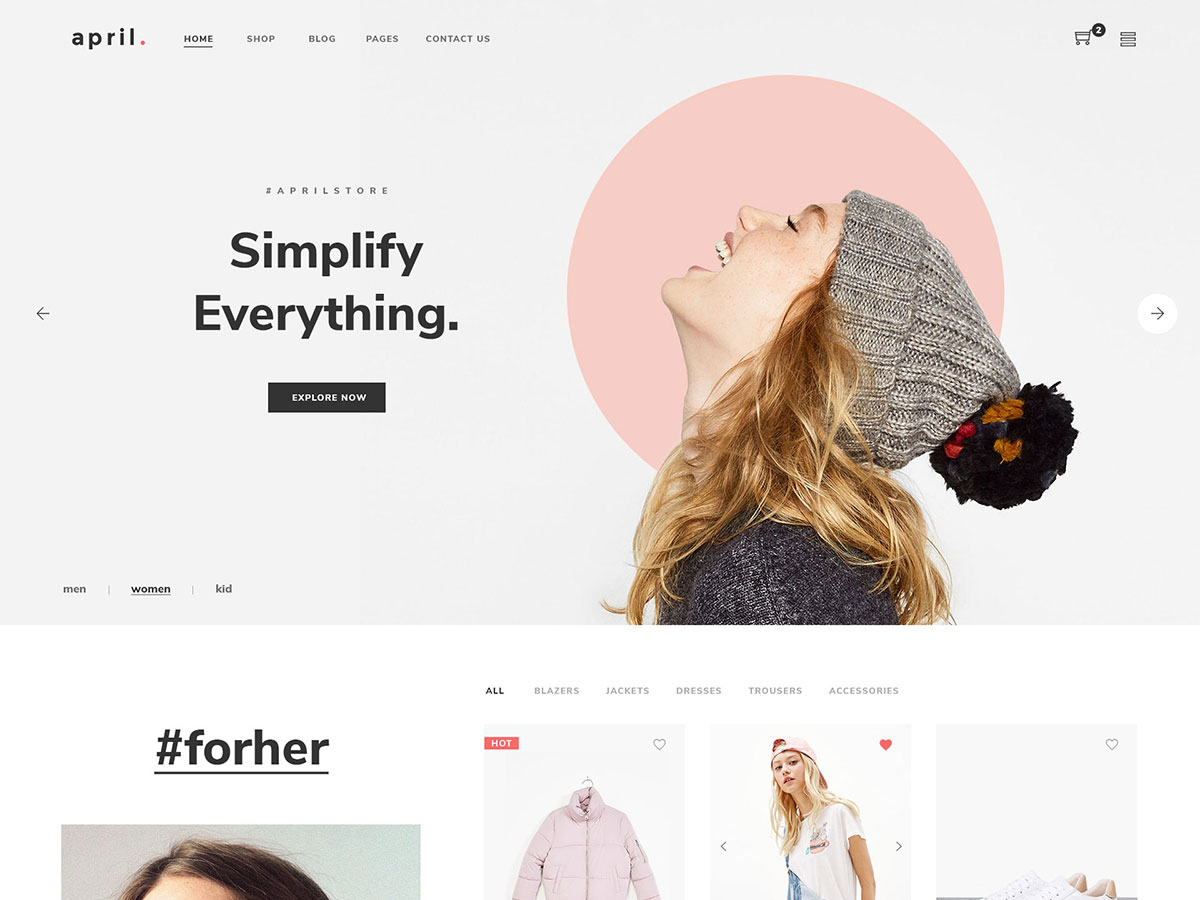 april.
HOME
SHOP
BLOG
PAGES
CONTACT US
2
#APRILSTORE
Simplify
Everything.
EXPLORE NOW
men | women | kid
ALL
BLAZERS
JACKETS
DRESSES
TROUSERS
ACCESSORIES
#forher
HOT